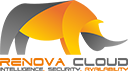 RENOVA CLOUD
INTELLIGENCE. SECURITY. AVAILABILITY